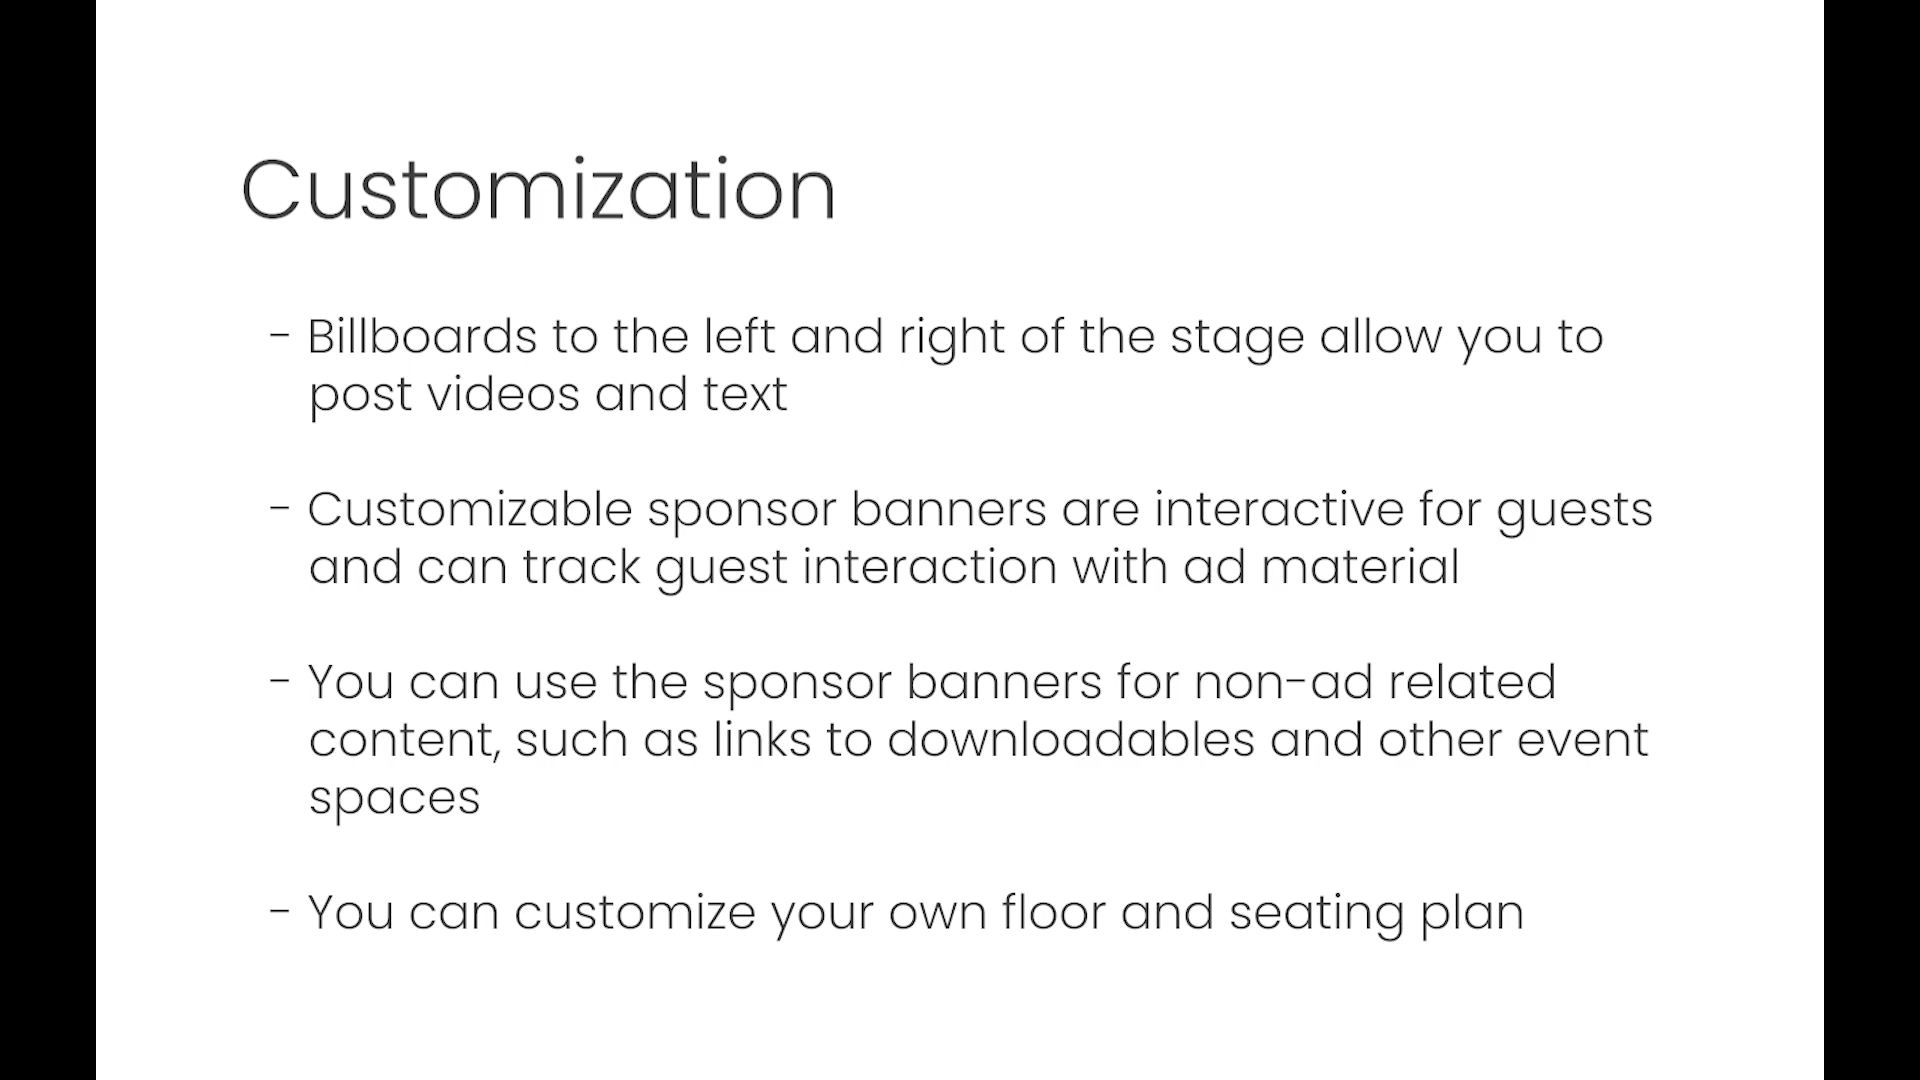 Customization
- Billboards to the left and right of the stage allow you to
post videos and text
- Customizable sponsor banners are interactive for guests
and can track guest interaction with ad material
- You can use the sponsor banners for non-ad related
content, such as links to downloadables and other event
spaces
- You can customize your own floor and seating plan